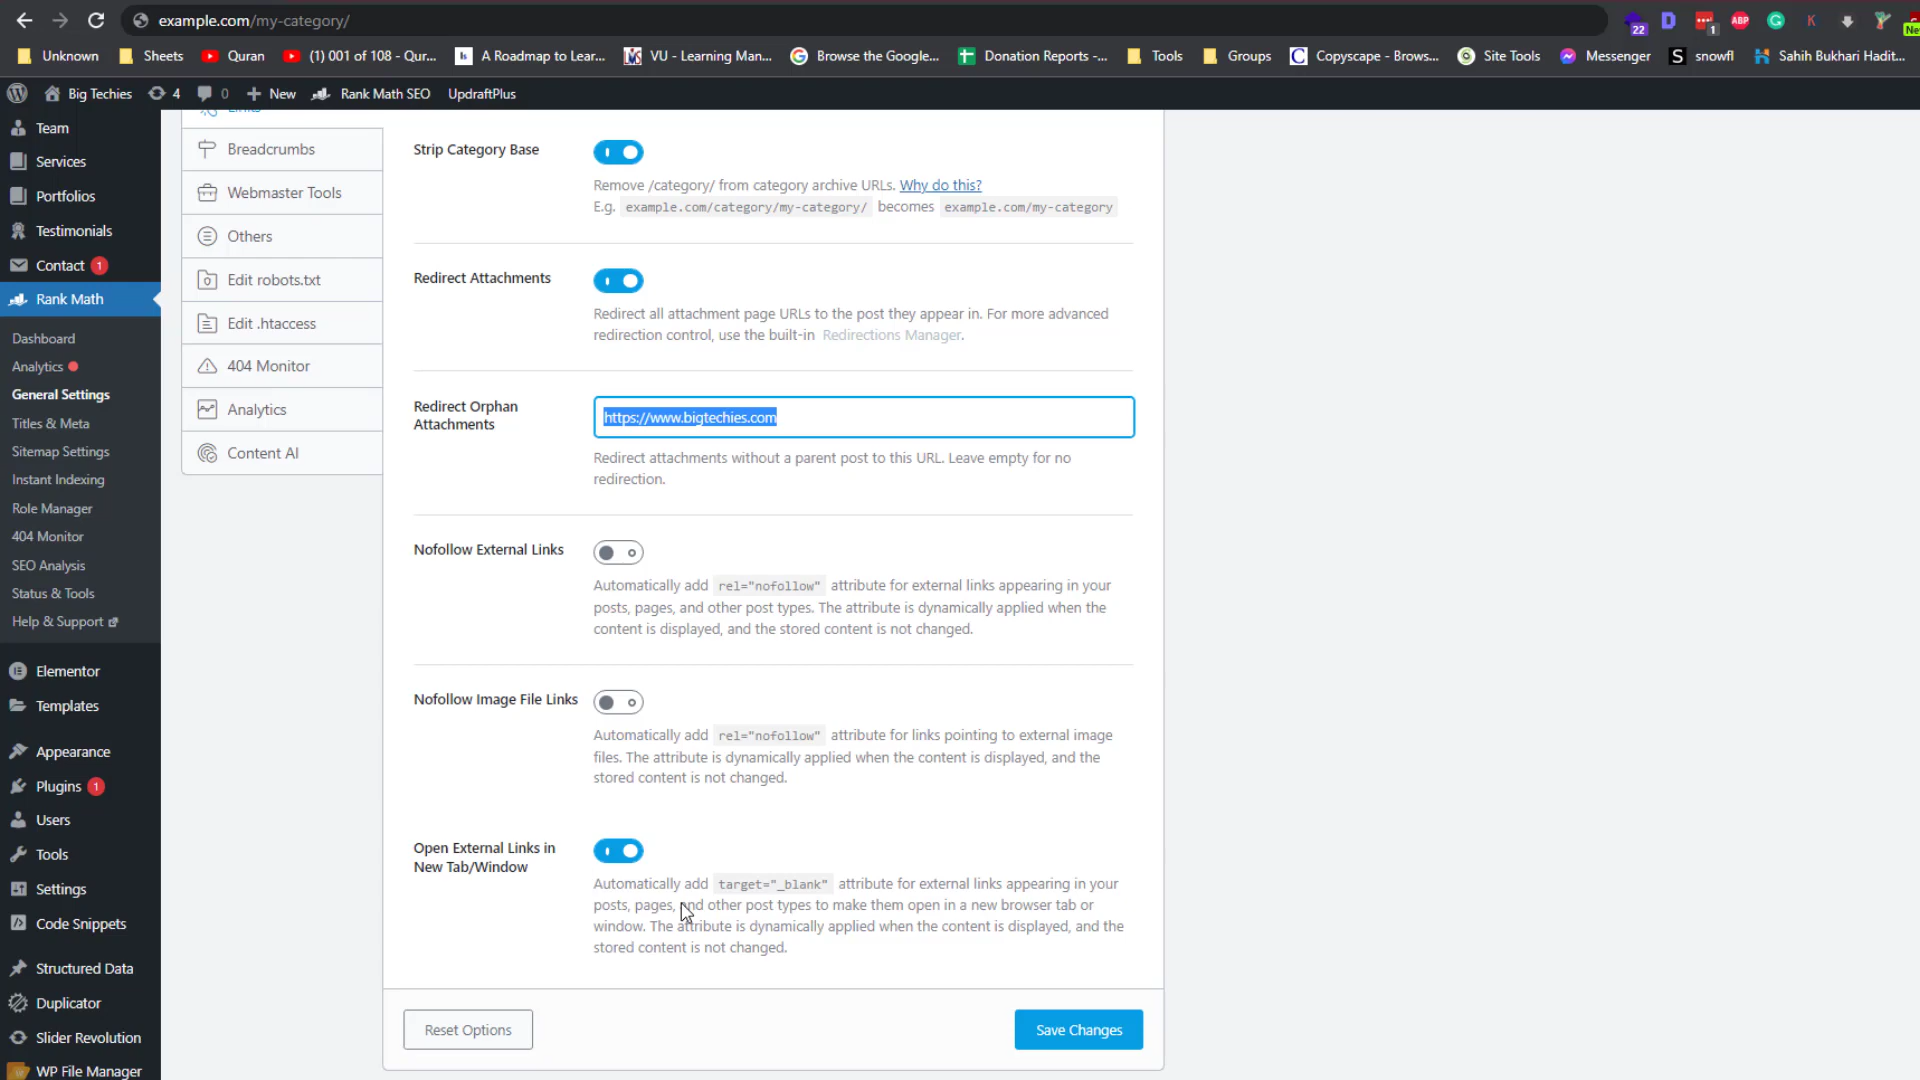 example.com/my-category/
22
1
ABP
Ne
Unknown
Sheets
Quran
(1) 001 of 108 - Qur...
A Roadmap to Lear...
VU - Learning Man...
Browse the Google...
Donation Reports -...
Tools
Groups
Copyscape - Brows...
Site Tools
Messenger
snowfl
Sahih Bukhari Hadit...
Big Techies
4
0
New
Rank Math SEO
UpdraftPlus
Team
Services
Portfolios
Testimonials
Contact 1
Rank Math
Dashboard
Analytics
General Settings
Titles & Meta
Sitemap Settings
Instant Indexing
Role Manager
404 Monitor
SEO Analysis
Status & Tools
Help & Support
Elementor
Templates
Appearance
Plugins 1
Users
Tools
Settings
Code Snippets
Structured Data
Duplicator
Slider Revolution
WP File Manager
Links
Breadcrumbs
Webmaster Tools
Others
Edit robots.txt
Edit .htaccess
404 Monitor
Analytics
Content AI
Strip Category Base
Remove /category/ from category archive URLs. Why do this?
E.g. example.com/category/my-category/ becomes example.com/my-category
Redirect Attachments
Redirect all attachment page URLs to the post they appear in. For more advanced
redirection control, use the built-in Redirections Manager.
Redirect Orphan
Attachments
https://www.bigtechies.com
Redirect attachments without a parent post to this URL. Leave empty for no
redirection.
Nofollow External Links
Automatically add rel="nofollow" attribute for external links appearing in your
posts, pages, and other post types. The attribute is dynamically applied when the
content is displayed, and the stored content is not changed.
Nofollow Image File Links
Automatically add rel="nofollow" attribute for links pointing to external image
files. The attribute is dynamically applied when the content is displayed, and the
stored content is not changed.
Open External Links in
New Tab/Window
Automatically add target="_blank" attribute for external links appearing in your
posts, pages, and other post types to make them open in a new browser tab or
window. The attribute is dynamically applied when the content is displayed, and the
stored content is not changed.
Reset Options
Save Changes